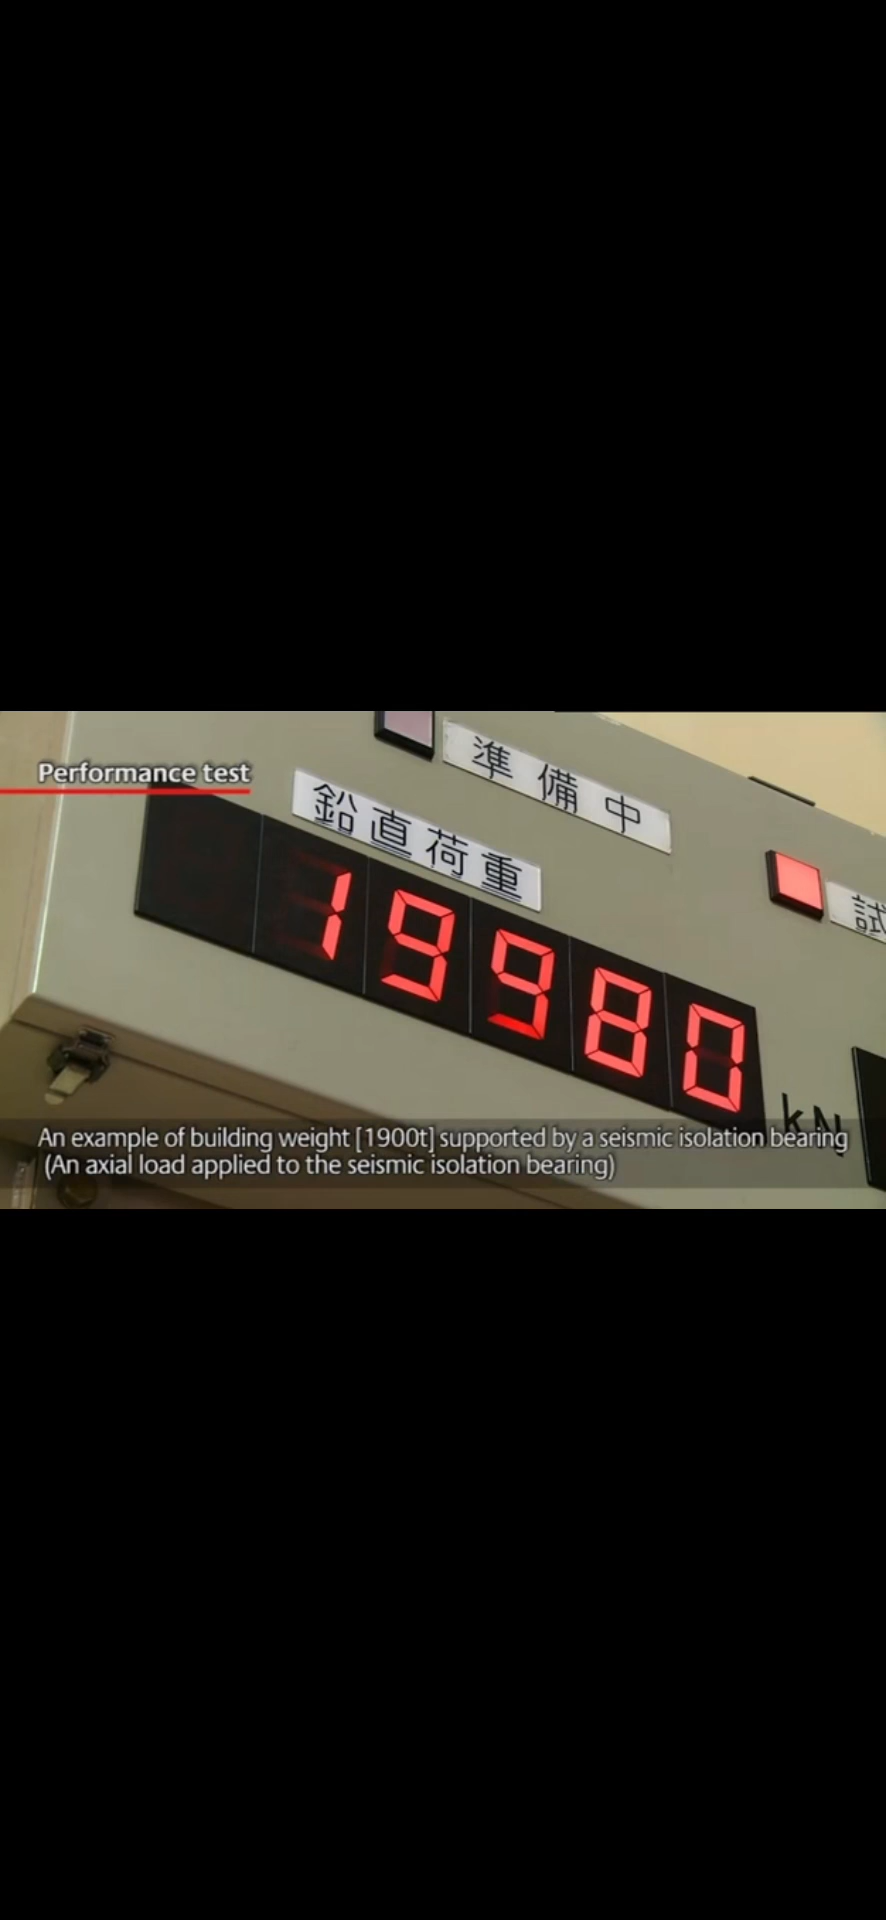 Performance test
準備中
鉛直荷重
試
19980
kN
An example of building weight [1900t] supported by a seismic isolation bearing
(An axial load applied to the seismic isolation bearing)